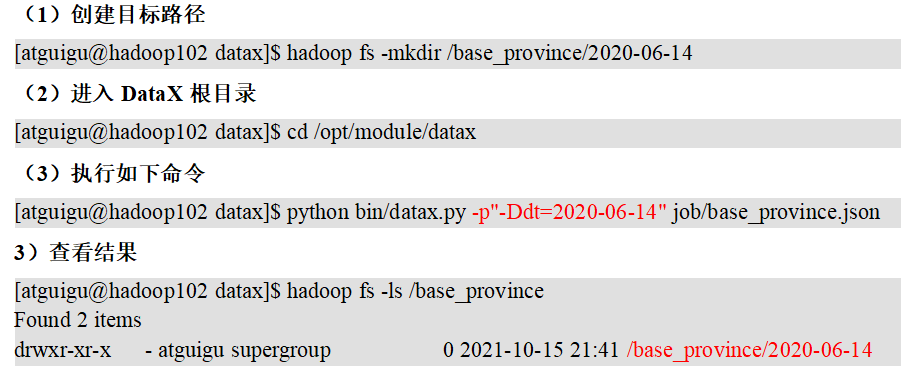 （1）创建目标路径
[atguigu@hadoop102 datax]$ hadoop fs -mkdir /base_province/2020-06-14
（2）进入 DataX 根目录
[atguigu@hadoop102 datax]$ cd /opt/module/datax
（3）执行如下命令
[atguigu@hadoop102 datax]$ python bin/datax.py -p"-Ddt=2020-06-14" job/base_province.json
3）查看结果
[atguigu@hadoop102 datax]$ hadoop fs -ls /base_province
Found 2 items
drwxr-xr-x - atguigu supergroup 0 2021-10-15 21:41 /base_province/2020-06-14